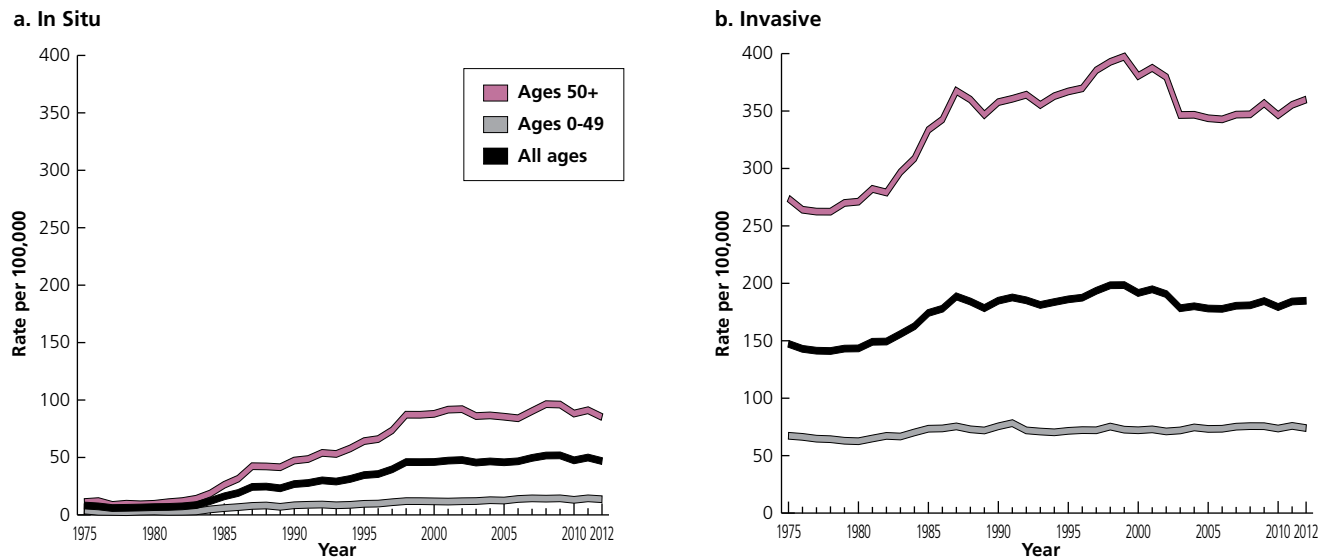 a. In Situ
400
350
300
250
200
150
100
50
0
Rate per 100,000
1975 1980 1985 1990 1995 2000 2005 2010 2012
Year
Ages 50+
Ages 0-49
All ages
b. Invasive
400
350
300
250
200
150
100
50
0
Rate per 100,000
1975 1980 1985 1990 1995 2000 2005 2010 2012
Year